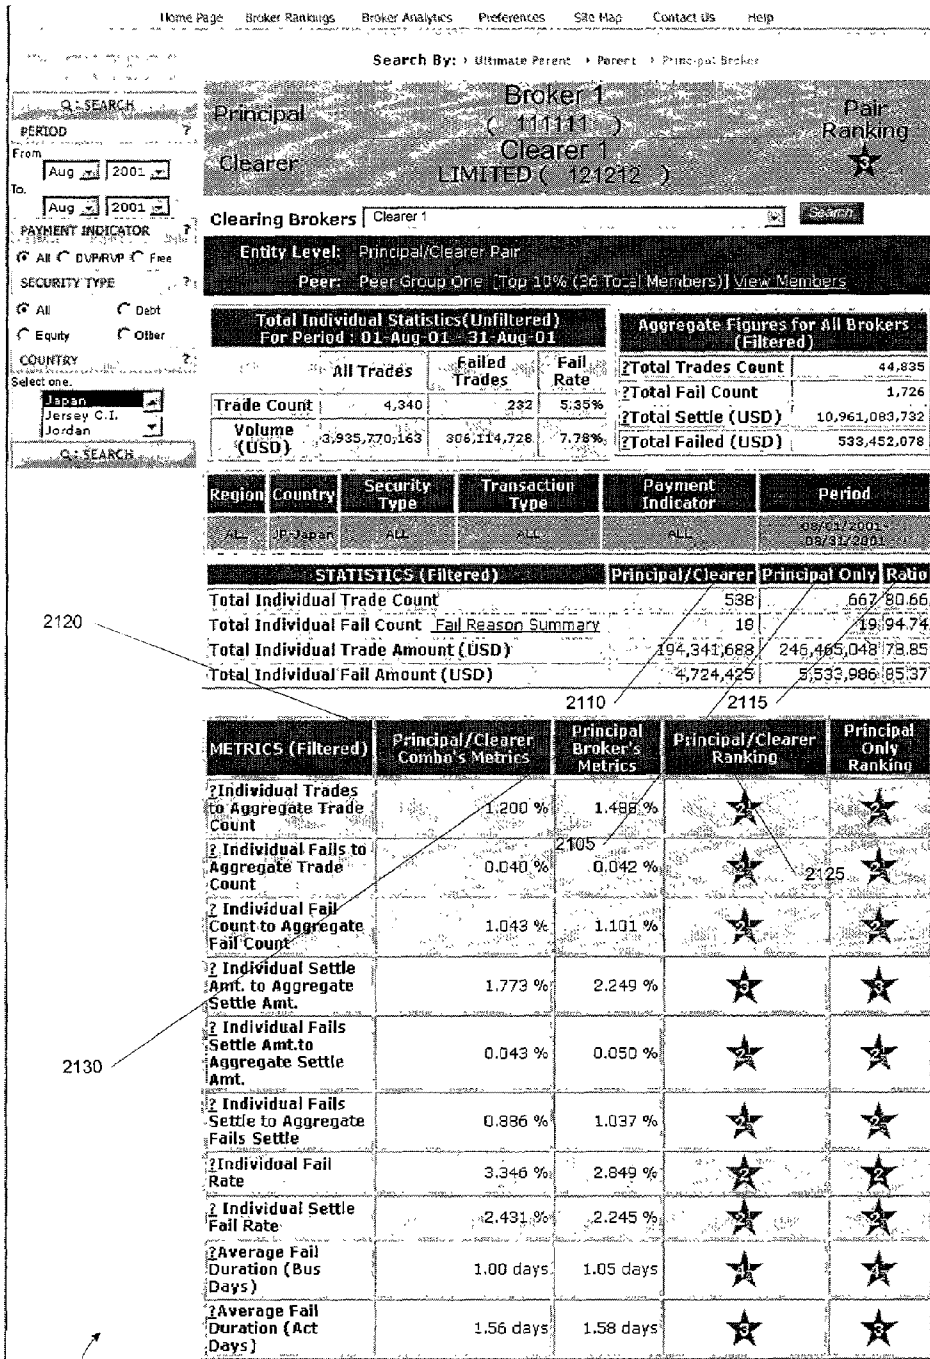 Home Page Broker Rankings Broker Analytics Preferences Site Map Contact Us Help
Search By: › Ultimate Parent › Parent › Principal Broker
SEARCH
PERIOD ?
From
Aug 2001
To.
Aug 2001
PAYMENT INDICATOR ?
All DVP/RVP Free
SECURITY TYPE ?
All Debt
Equity Other
COUNTRY ?
Select one.
Japan
Jersey C.I.
Jordan
SEARCH
Principal Broker 1 Pair
( 111111 ) Ranking
Clearer Clearer 1 3
LIMITED ( 121212 )
Clearing Brokers Clearer 1 Search
Entity Level: Principal/Clearer Pair
Peer: Peer Group One [Top 10% (36 Total Members)] View Members
Total Individual Statistics(Unfiltered)
For Period : 01-Aug-01 - 31-Aug-01
All Trades Failed Trades Fail Rate
Trade Count 4,340 232 5.35%
Volume (USD) 3,935,770,163 306,114,728 7.78%
Aggregate Figures for All Brokers
(Filtered)
?Total Trades Count 44,835
?Total Fail Count 1,726
?Total Settle (USD) 10,961,083,732
?Total Failed (USD) 533,452,078
Region Country Security Type Transaction Type Payment Indicator Period
ALL JP-Japan ALL ALL ALL 08/01/2001-
08/31/2001
STATISTICS (Filtered) Principal/Clearer Principal Only Ratio
Total Individual Trade Count 538 667 80.66
Total Individual Fail Count Fail Reason Summary 18 19 94.74
Total Individual Trade Amount (USD) 194,341,688 246,465,048 78.85
Total Individual Fail Amount (USD) 4,724,425 5,533,986 85.37
2120
2110 2115
METRICS (Filtered) Principal/Clearer Combo's Metrics Principal Broker's Metrics Principal/Clearer Ranking Principal Only Ranking
?Individual Trades to Aggregate Trade Count 1.200 % 1.488 % 2 2
2105
? Individual Fails to Aggregate Trade Count 0.040 % 0.042 % 2 2
2125
? Individual Fail Count to Aggregate Fail Count 1.043 % 1.101 % 2 2
? Individual Settle Amt. to Aggregate Settle Amt. 1.773 % 2.249 % 3 3
? Individual Fails Settle Amt.to Aggregate Settle Amt. 0.043 % 0.050 % 2 2
2130
? Individual Fails Settle to Aggregate Fails Settle 0.886 % 1.037 % 2 2
?Individual Fail Rate 3.346 % 2.849 % 2 2
? Individual Settle Fail Rate 2.431 % 2.245 % 2 2
?Average Fail Duration (Bus Days) 1.00 days 1.05 days 4 4
?Average Fail Duration (Act Days) 1.56 days 1.58 days 3 3